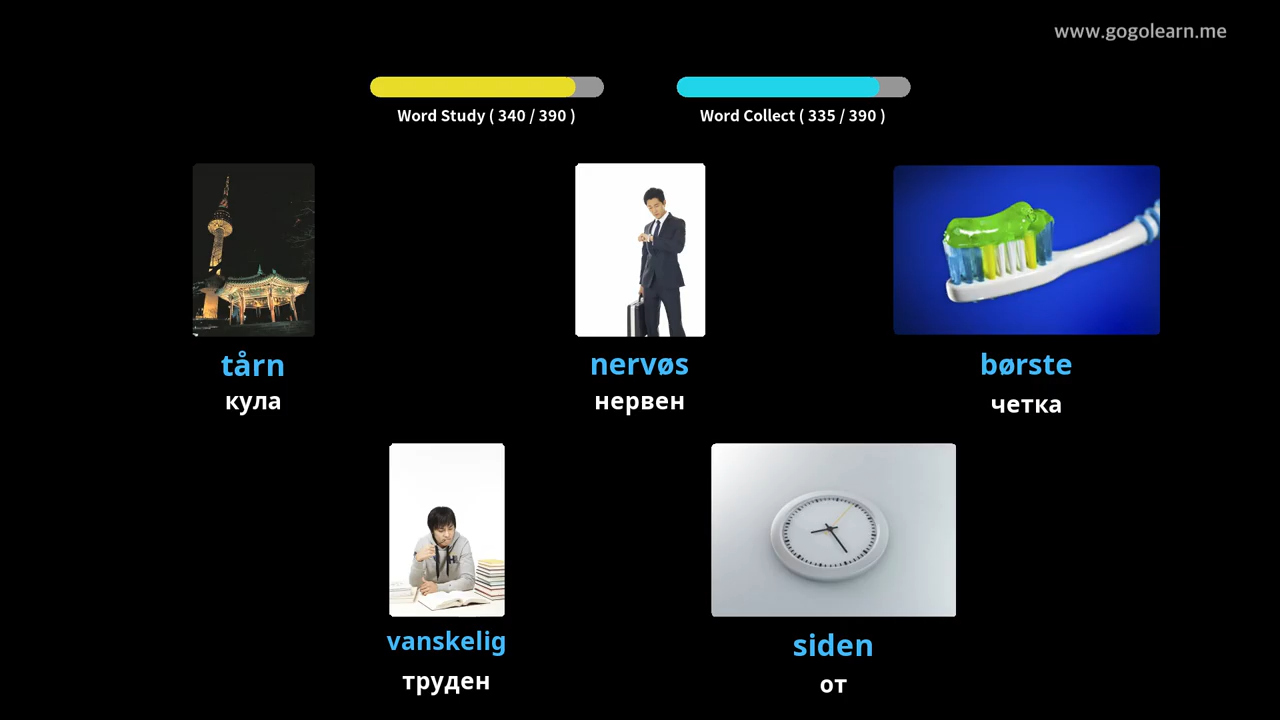 www.gogolearn.me
Word Study ( 340 / 390 )
Word Collect ( 335 / 390 )
tårn
кула
nervøs
нервен
børste
четка
vanskelig
труден
siden
от